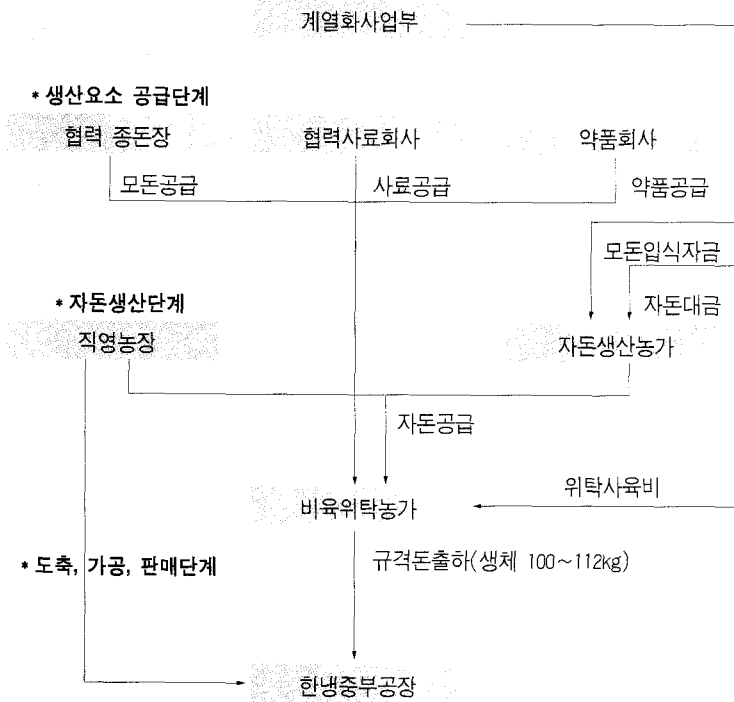 계열화사업부
* 생산요소 공급단계
협력 종돈장 협력사료회사 약품회사
모돈공급 사료공급 약품공급
모돈입식자금
* 자돈생산단계 자돈대금
직영농장 자돈생산농가
자돈공급
위탁사육비
비육위탁농가
* 도축, 가공, 판매단계 규격돈출하(생체 100~112kg)
한냉중부공장